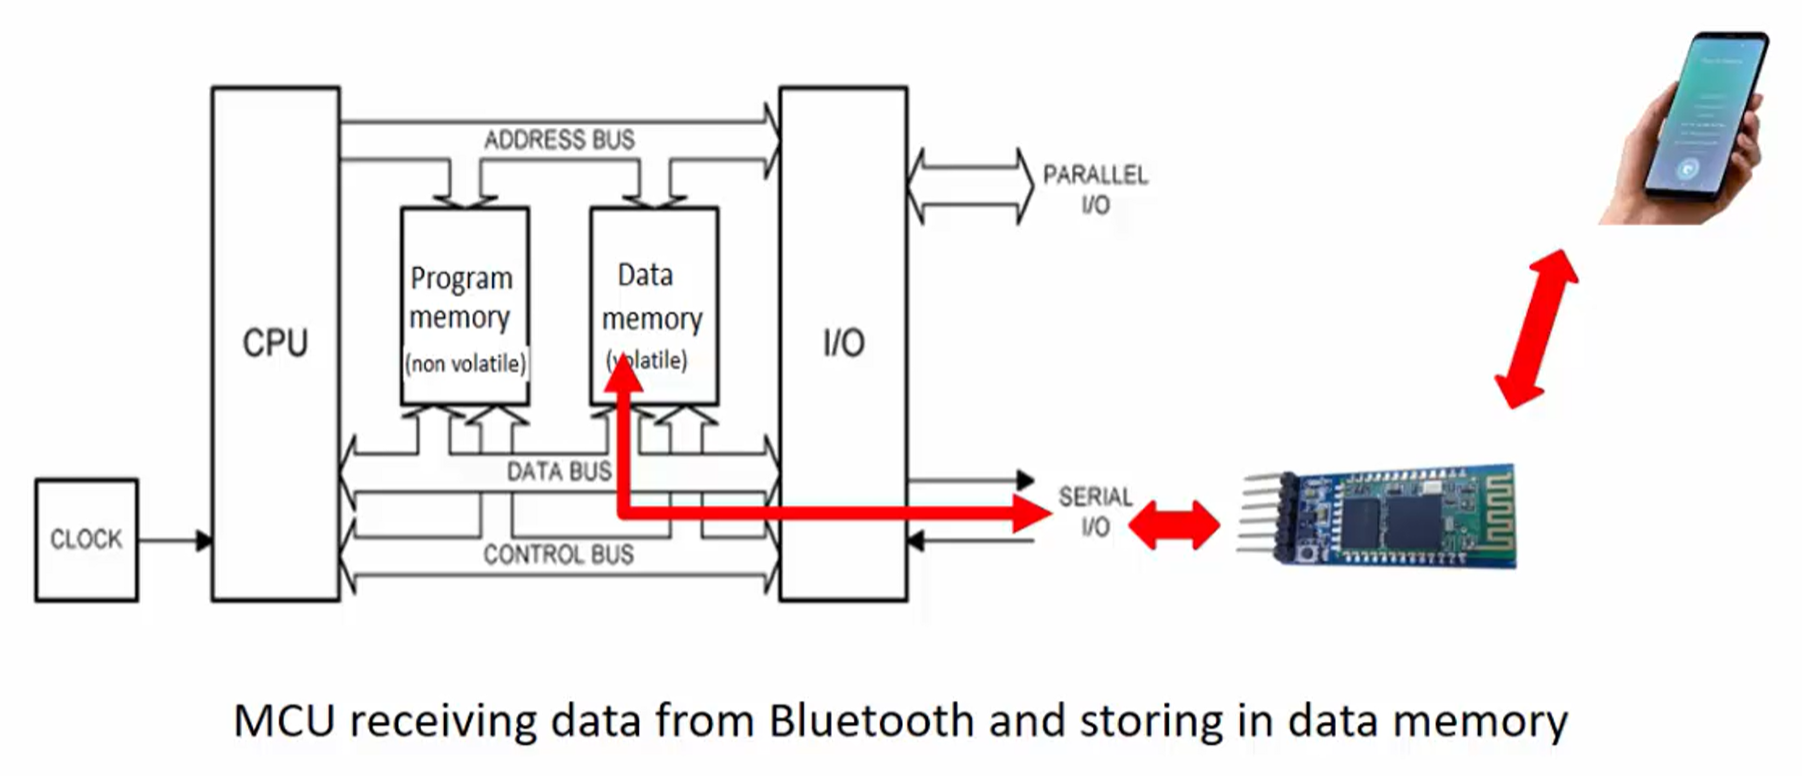 ADDRESS BUS
PARALLEL
I/O
Program
memory
(non volatile)
Data
memory
(volatile)
CPU
I/O
DATA BUS
SERIAL
I/O
CLOCK
CONTROL BUS
MCU receiving data from Bluetooth and storing in data memory